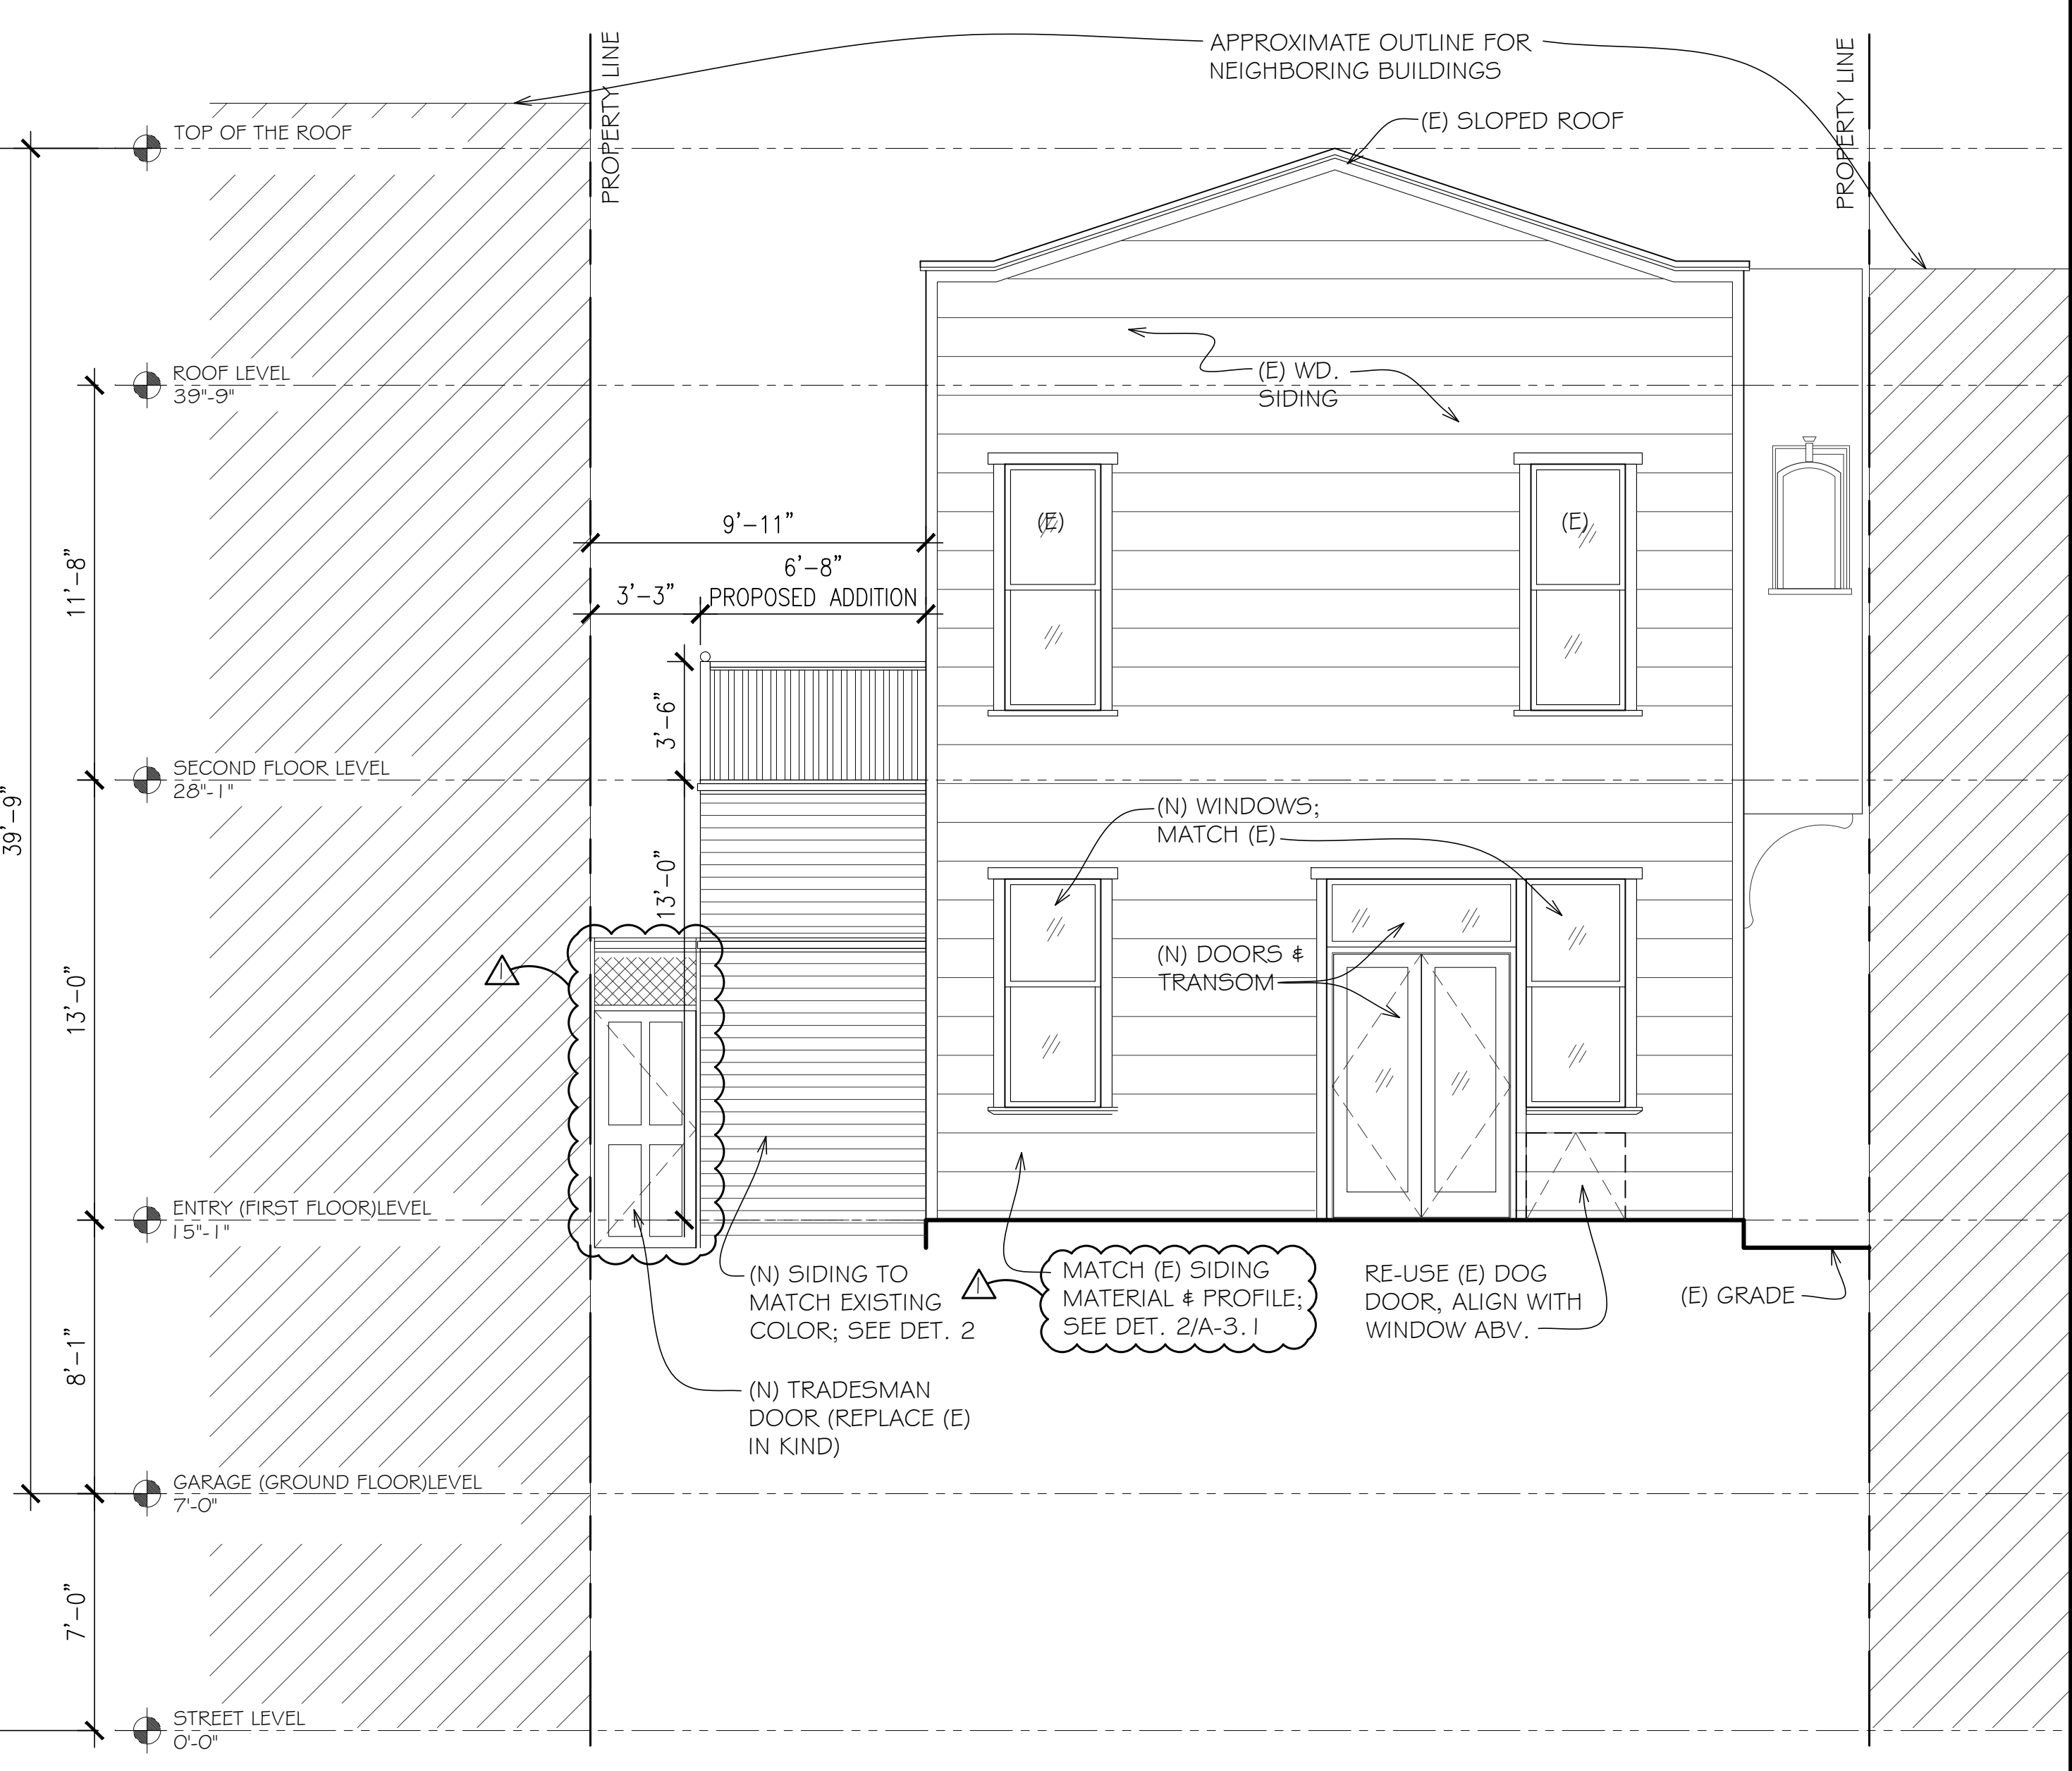 APPROXIMATE OUTLINE FOR
NEIGHBORING BUILDINGS
PROPERTY LINE
PROPERTY LINE
(E) SLOPED ROOF
TOP OF THE ROOF
ROOF LEVEL
39"-9"
(E) WD.
SIDING
(E)
(E)
9'-11"
6'-8"
3'-3"
PROPOSED ADDITION
11'-8"
3'-6"
SECOND FLOOR LEVEL
28"-1"
39'-9"
(N) WINDOWS;
MATCH (E)
13'-0"
13'-0"
(N) DOORS &
TRANSOM
1
ENTRY (FIRST FLOOR)LEVEL
15"-1"
(N) SIDING TO
MATCH EXISTING
COLOR; SEE DET. 2
1
MATCH (E) SIDING
MATERIAL & PROFILE;
SEE DET. 2/A-3.1
RE-USE (E) DOG
DOOR, ALIGN WITH
WINDOW ABV.
(E) GRADE
8'-1"
(N) TRADESMAN
DOOR (REPLACE (E)
IN KIND)
GARAGE (GROUND FLOOR)LEVEL
7'-0"
7'-0"
STREET LEVEL
0'-0"